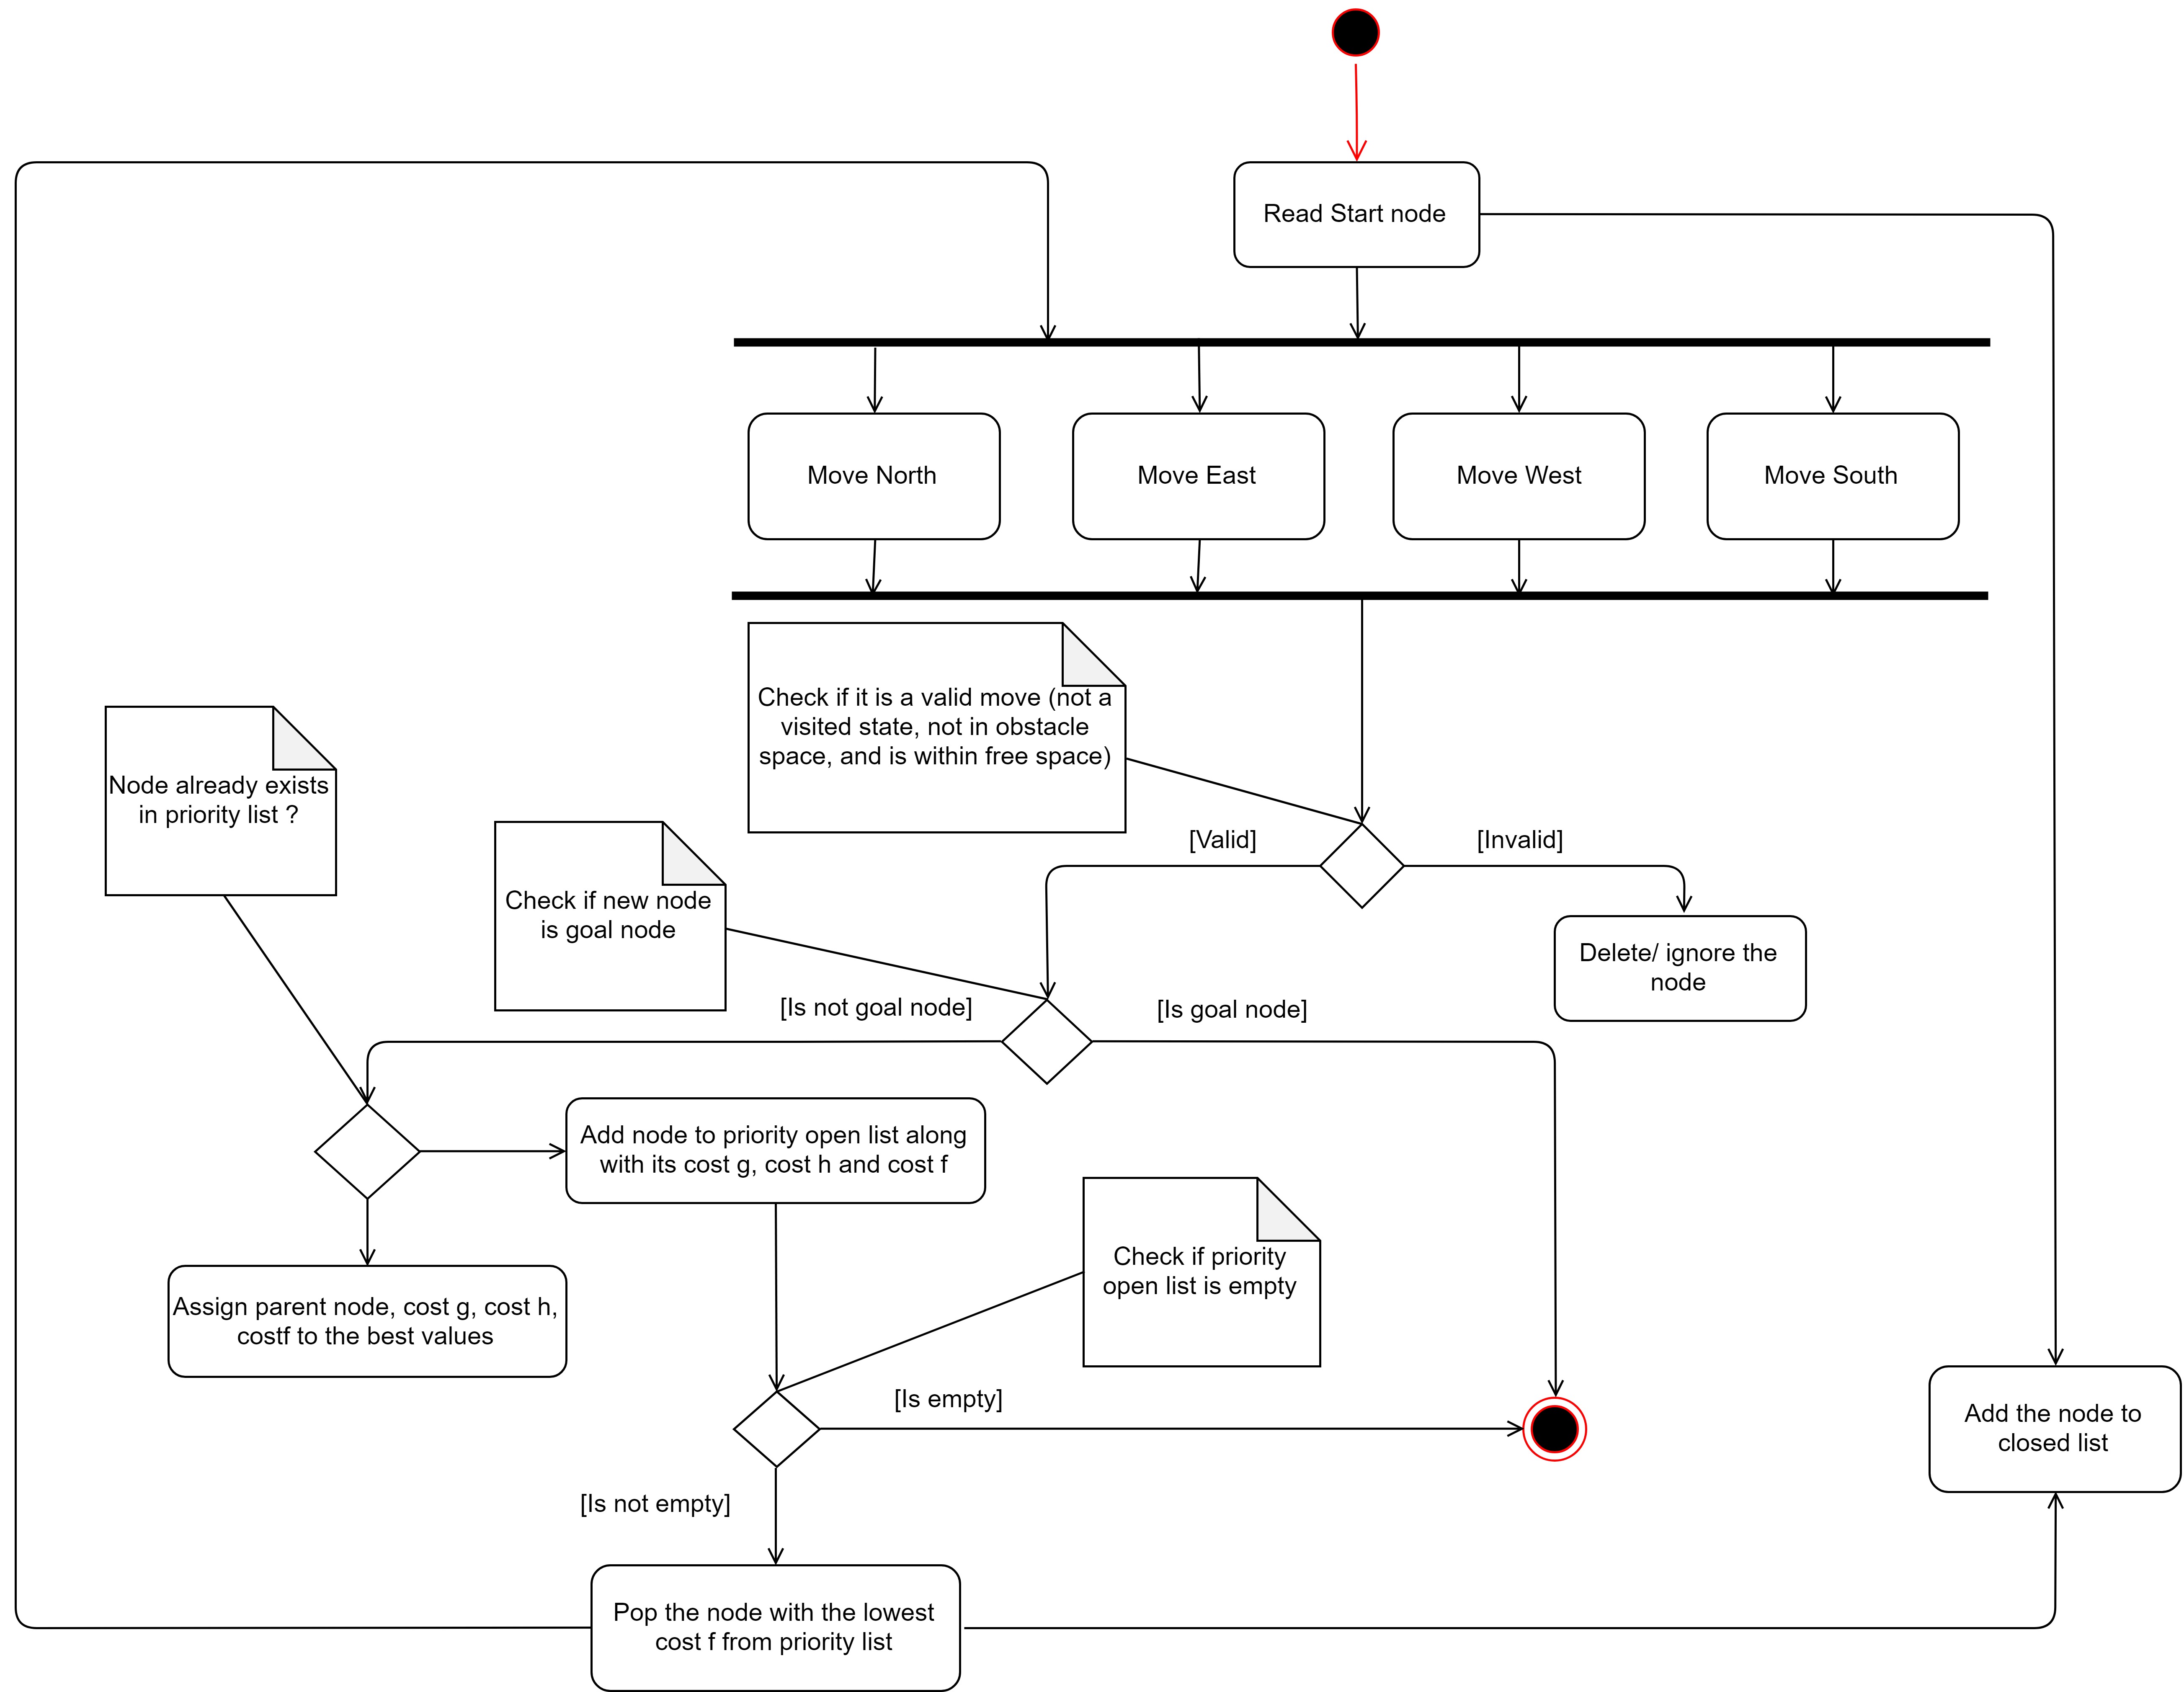 Read Start node
Move North
Move East
Move West
Move South
Check if it is a valid move (not a
visited state, not in obstacle
space, and is within free space)
Node already exists
in priority list ?
[Valid]
[Invalid]
Check if new node
is goal node
Delete/ ignore the
node
[Is not goal node]
[Is goal node]
Add node to priority open list along
with its cost g, cost h and cost f
Check if priority
open list is empty
Assign parent node, cost g, cost h,
costf to the best values
[Is empty]
Add the node to
closed list
[Is not empty]
Pop the node with the lowest
cost f from priority list